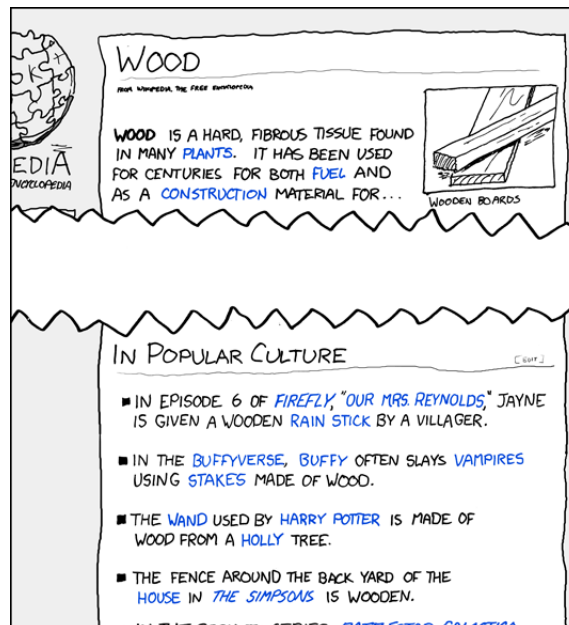 WOOD
FROM WIKIPEDIA, THE FREE ENCYCLOPEDIA
WOOD IS A HARD, FIBROUS TISSUE FOUND
IN MANY PLANTS. IT HAS BEEN USED
FOR CENTURIES FOR BOTH FUEL AND
AS A CONSTRUCTION MATERIAL FOR...
WOODEN BOARDS
EDIA
ENCYCLOPEDIA
IN POPULAR CULTURE
[EDIT]
■ IN EPISODE 6 OF FIREFLY, "OUR MRS. REYNOLDS," JAYNE
IS GIVEN A WOODEN RAIN STICK BY A VILLAGER.
■ IN THE BUFFYVERSE, BUFFY OFTEN SLAYS VAMPIRES
USING STAKES MADE OF WOOD.
■ THE WAND USED BY HARRY POTTER IS MADE OF
WOOD FROM A HOLLY TREE.
■ THE FENCE AROUND THE BACK YARD OF THE
HOUSE IN THE SIMPSONS IS WOODEN.